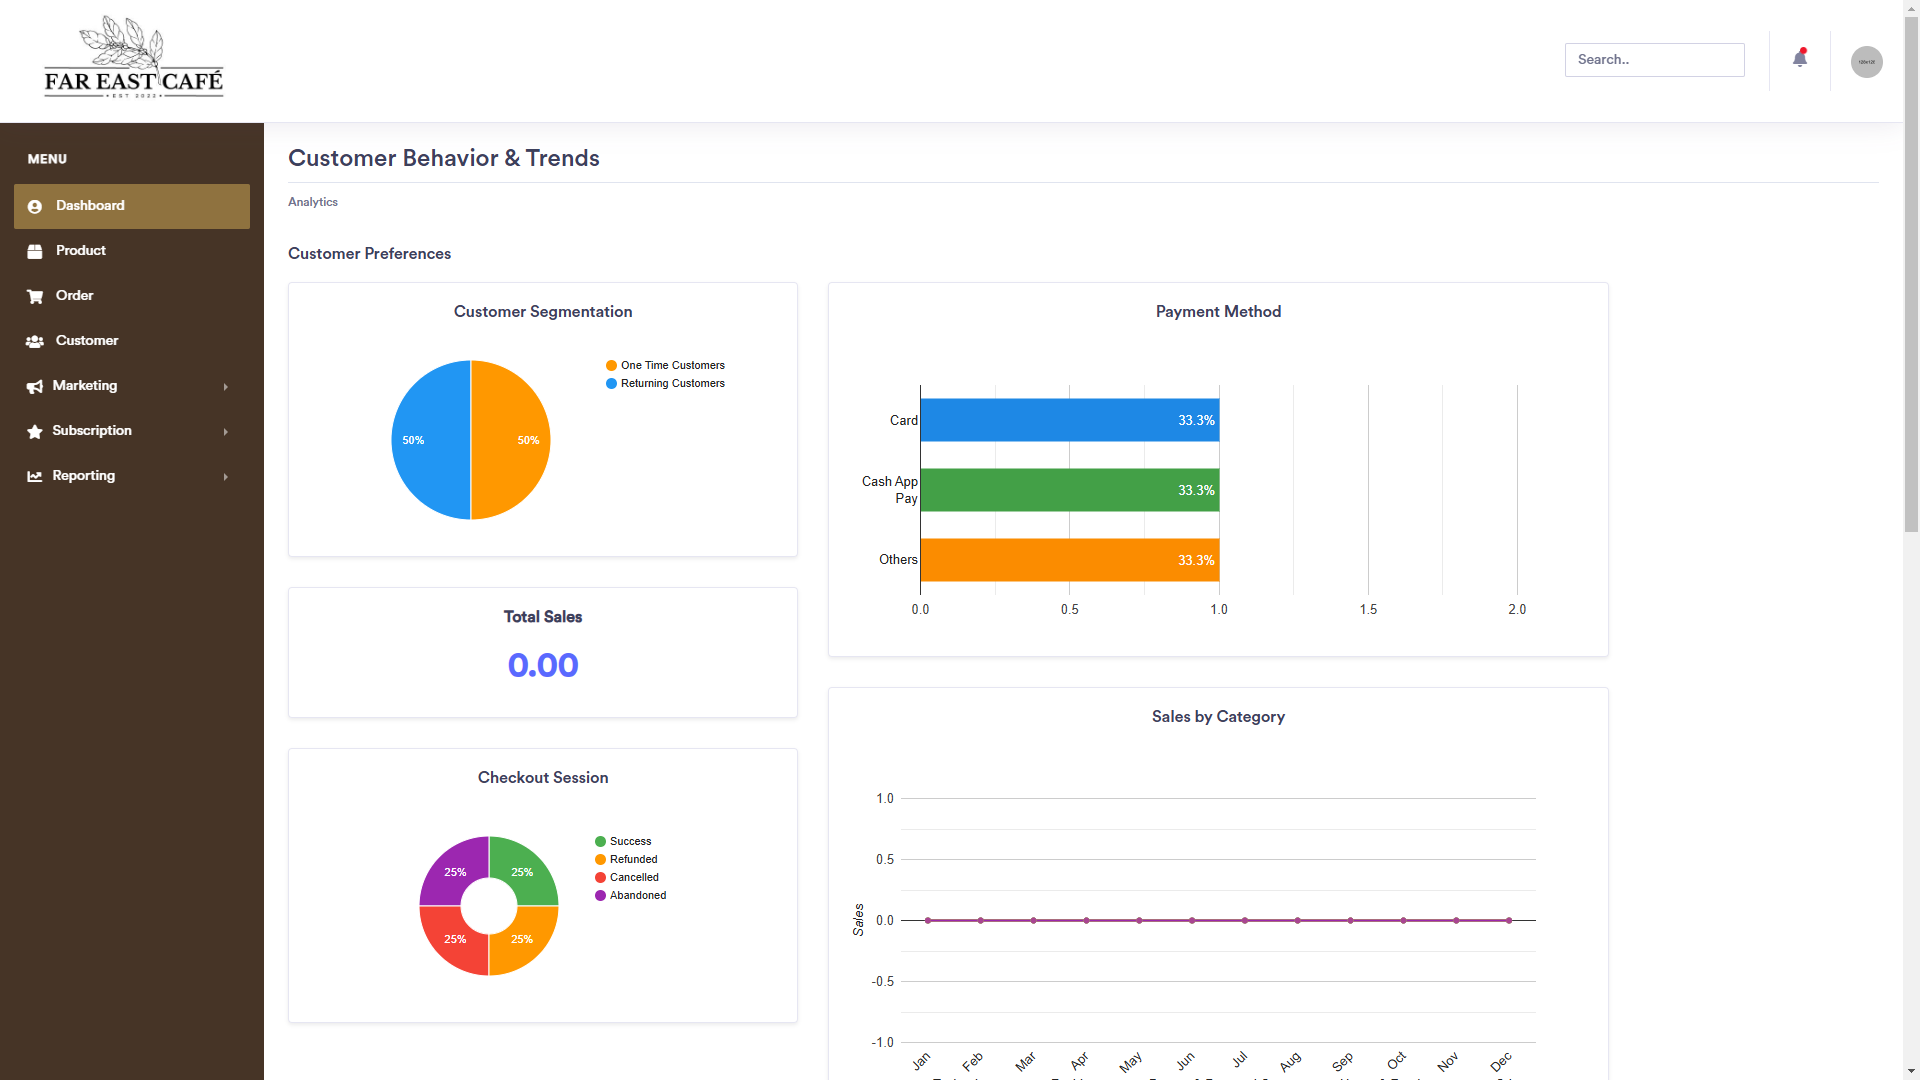 FAR EAST CAFÉ
• EST 2022 •
Search..
MENU
Dashboard
Product
Order
Customer
Marketing
Subscription
Reporting
Customer Behavior & Trends
Analytics
Customer Preferences
Customer Segmentation
One Time Customers
Returning Customers
50%
50%
Payment Method
Card
33.3%
Cash App
Pay
33.3%
Others
33.3%
0.0
0.5
1.0
1.5
2.0
Total Sales
0.00
Checkout Session
Success
Refunded
Cancelled
Abandoned
25%
25%
25%
25%
Sales by Category
1.0
0.5
0.0
-0.5
-1.0
Sales
Jan
Feb
Mar
Apr
May
Jun
Jul
Aug
Sep
Oct
Nov
Dec